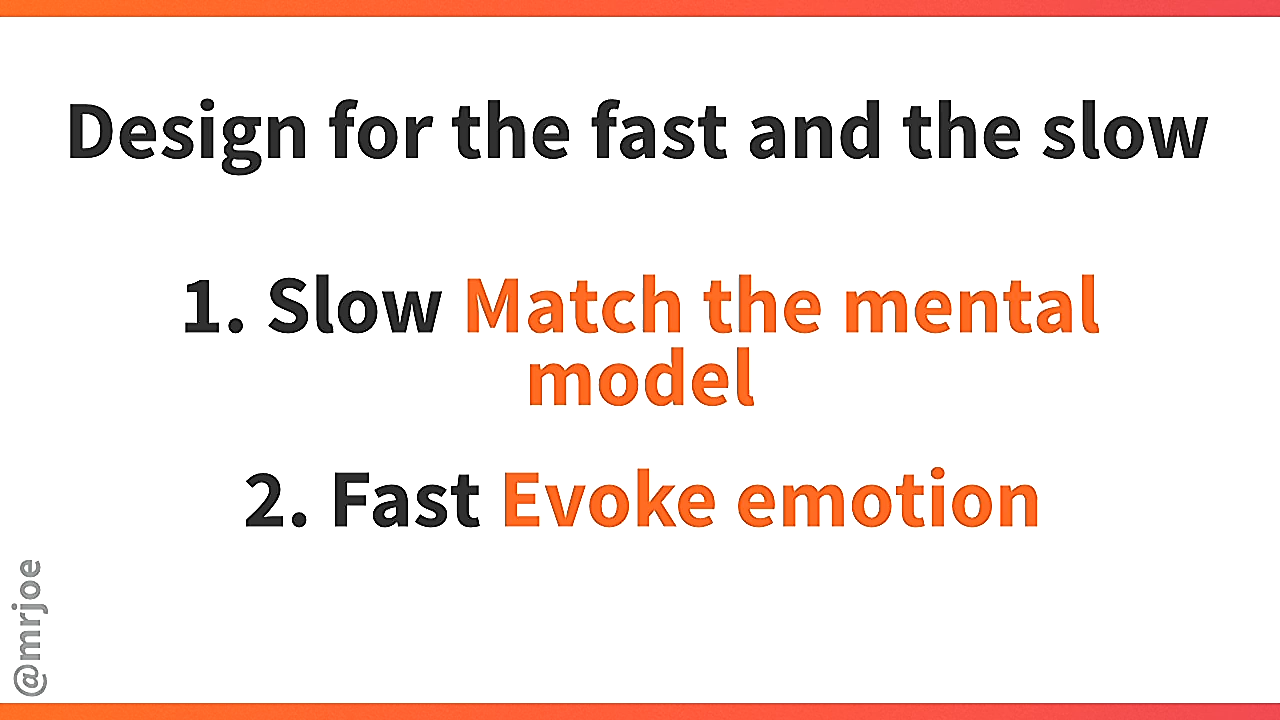 Design for the fast and the slow
1. Slow Match the mental
model
2. Fast Evoke emotion
@mrjoe